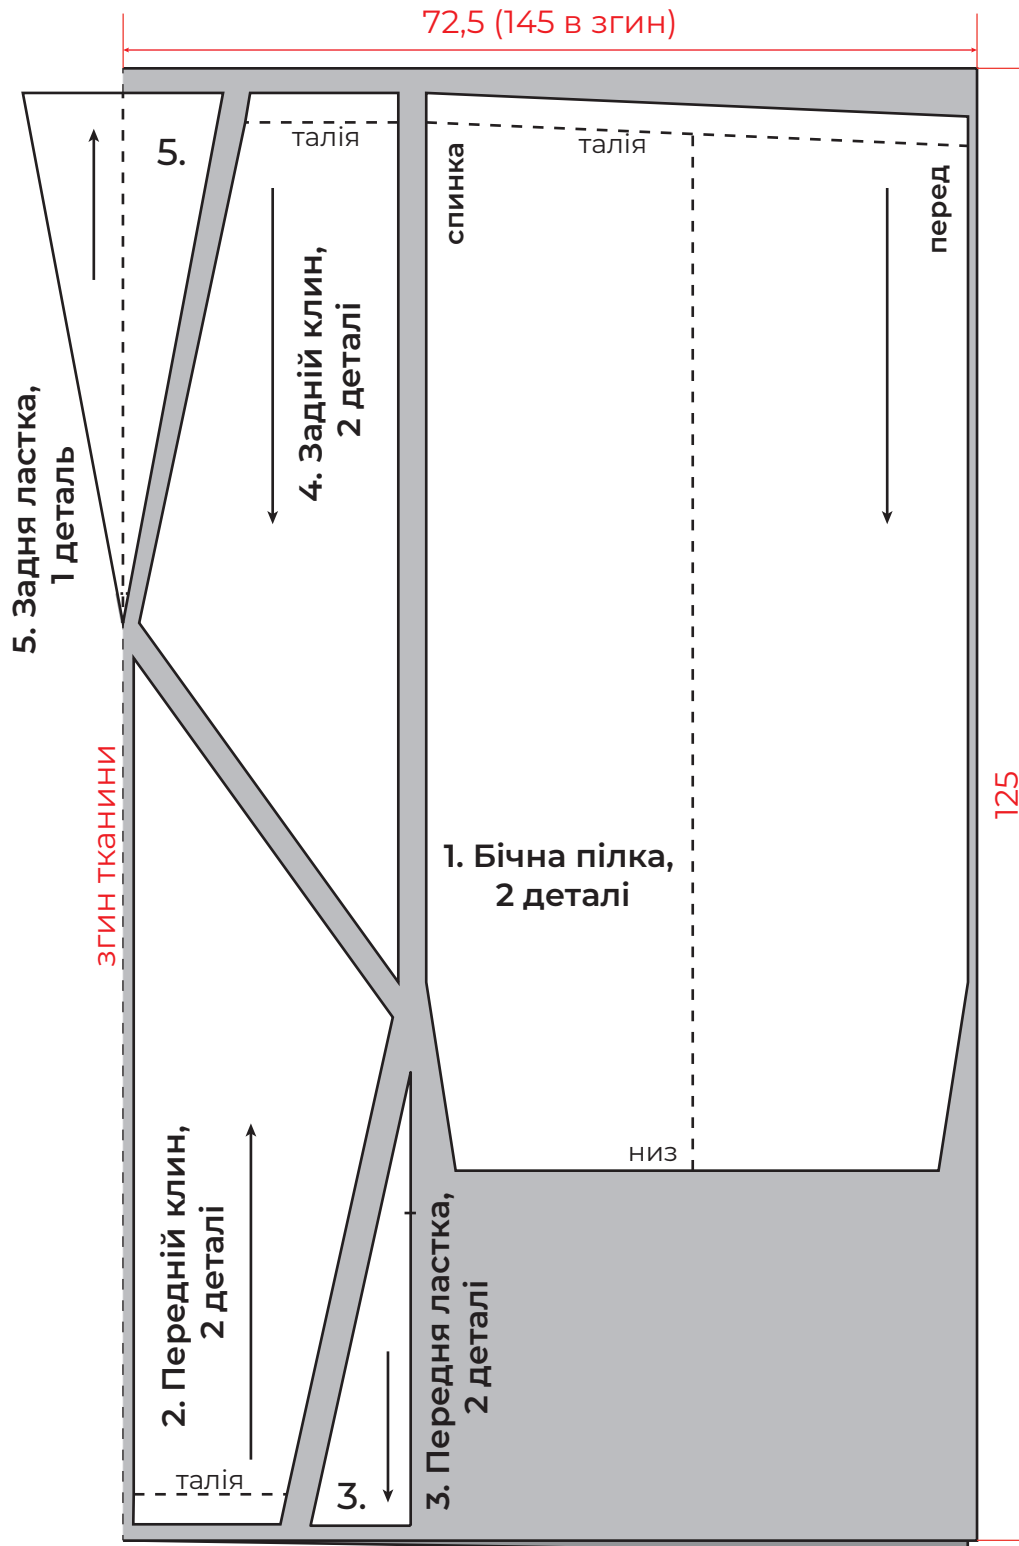 72,5 (145 в згин)
5.
талія
талія
спинка
перед
4. Задній клин,
2 деталі
5. Задня ластка,
1 деталь
згин тканини
125
1. Бічна пілка,
2 деталі
низ
2. Передній клин,
2 деталі
3. Передня ластка,
2 деталі
талія
3.